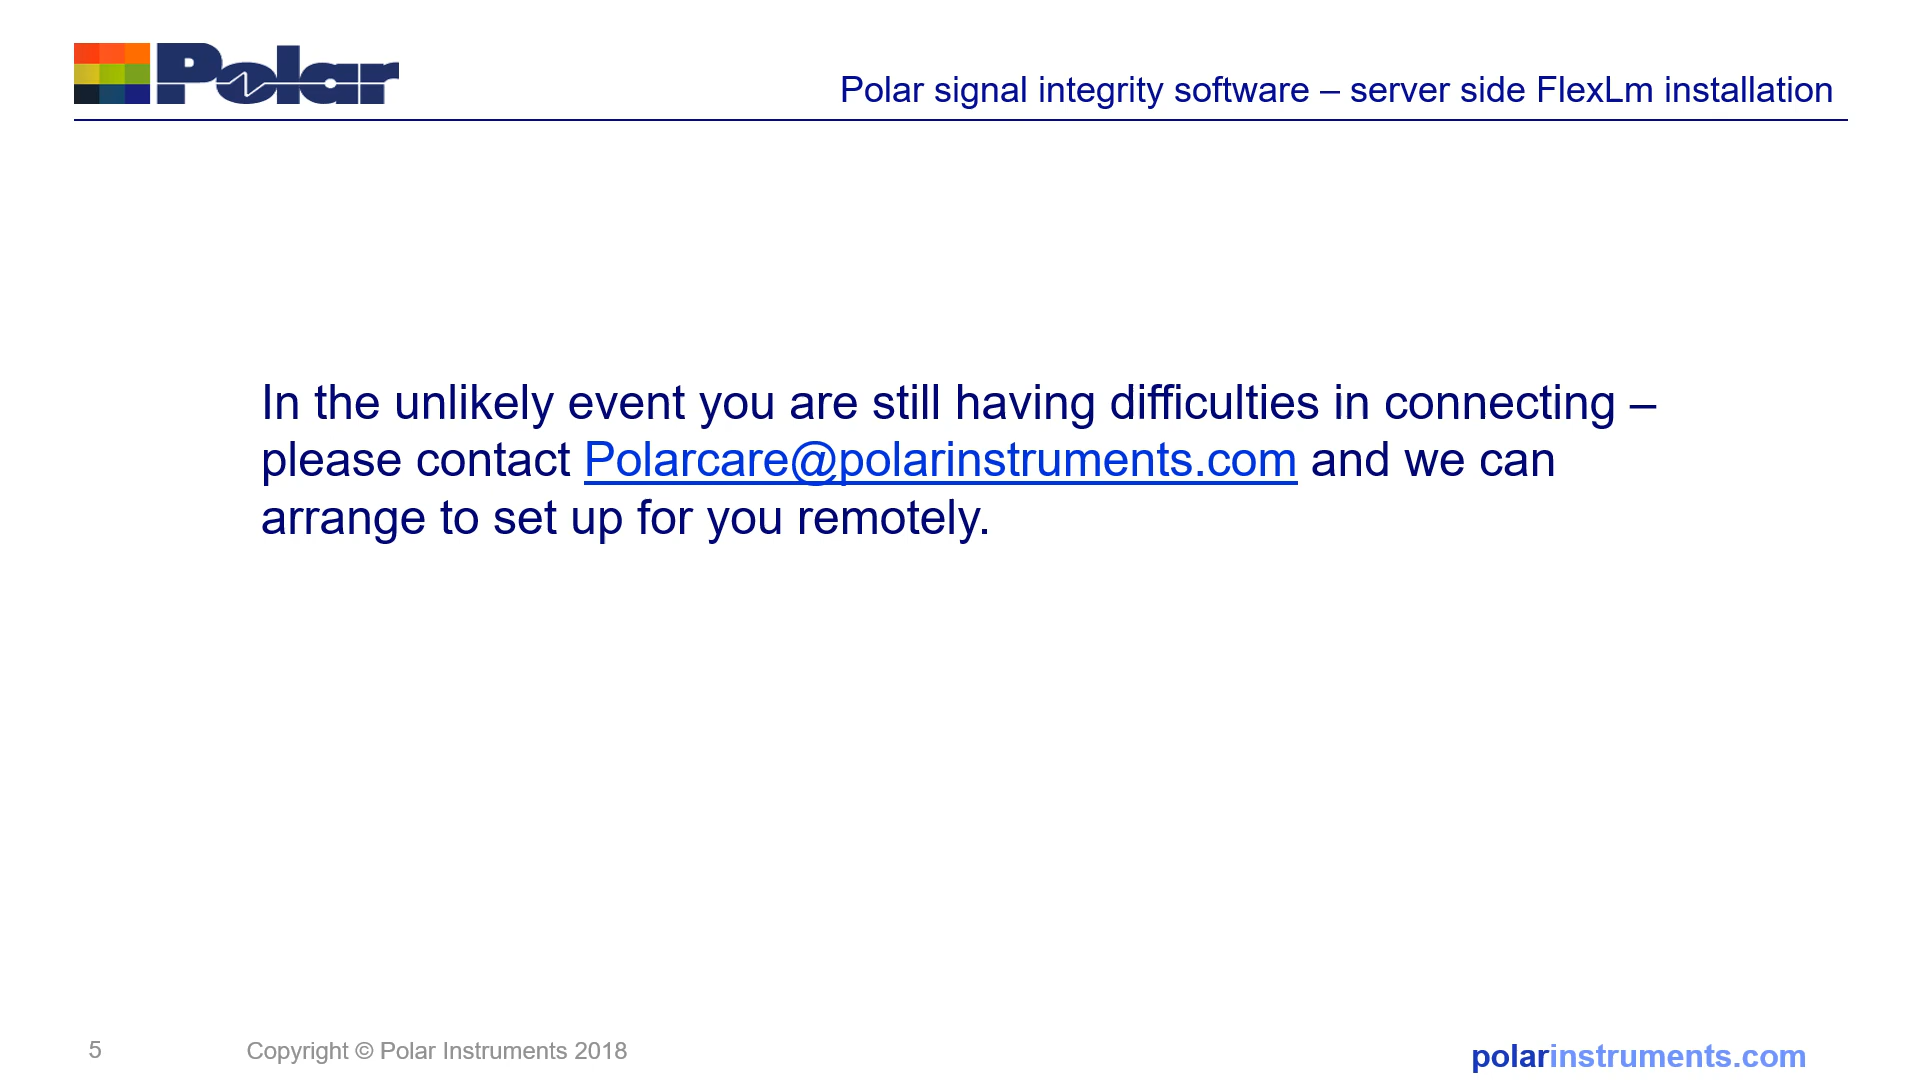 Polar
Polar signal integrity software – server side FlexLm installation
In the unlikely event you are still having difficulties in connecting –
please contact Polarcare@polarinstruments.com and we can
arrange to set up for you remotely.
5
Copyright © Polar Instruments 2018
polarinstruments.com